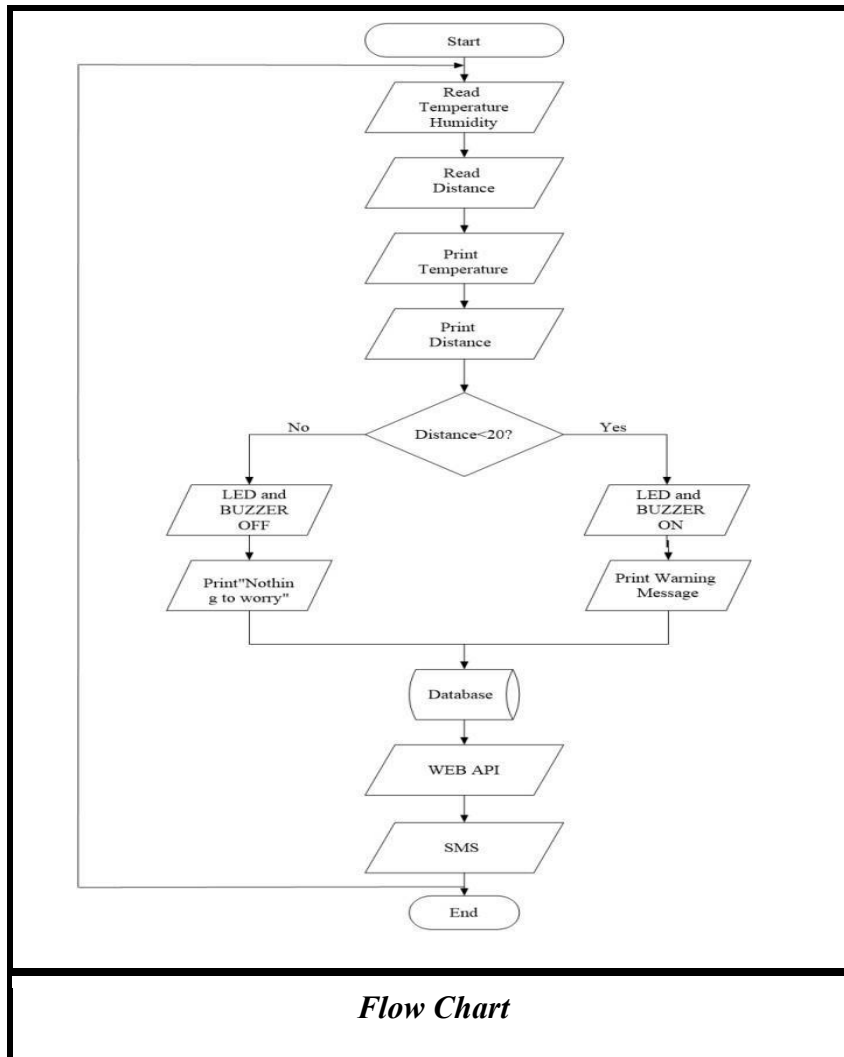 Start
Read
Temperature
Humidity
Read
Distance
Print
Temperature
Print
Distance
Distance<20?
No
Yes
LED and
BUZZER
OFF
LED and
BUZZER
ON
Print"Nothin
g to worry"
Print Warning
Message
Database
WEB API
SMS
End
Flow Chart